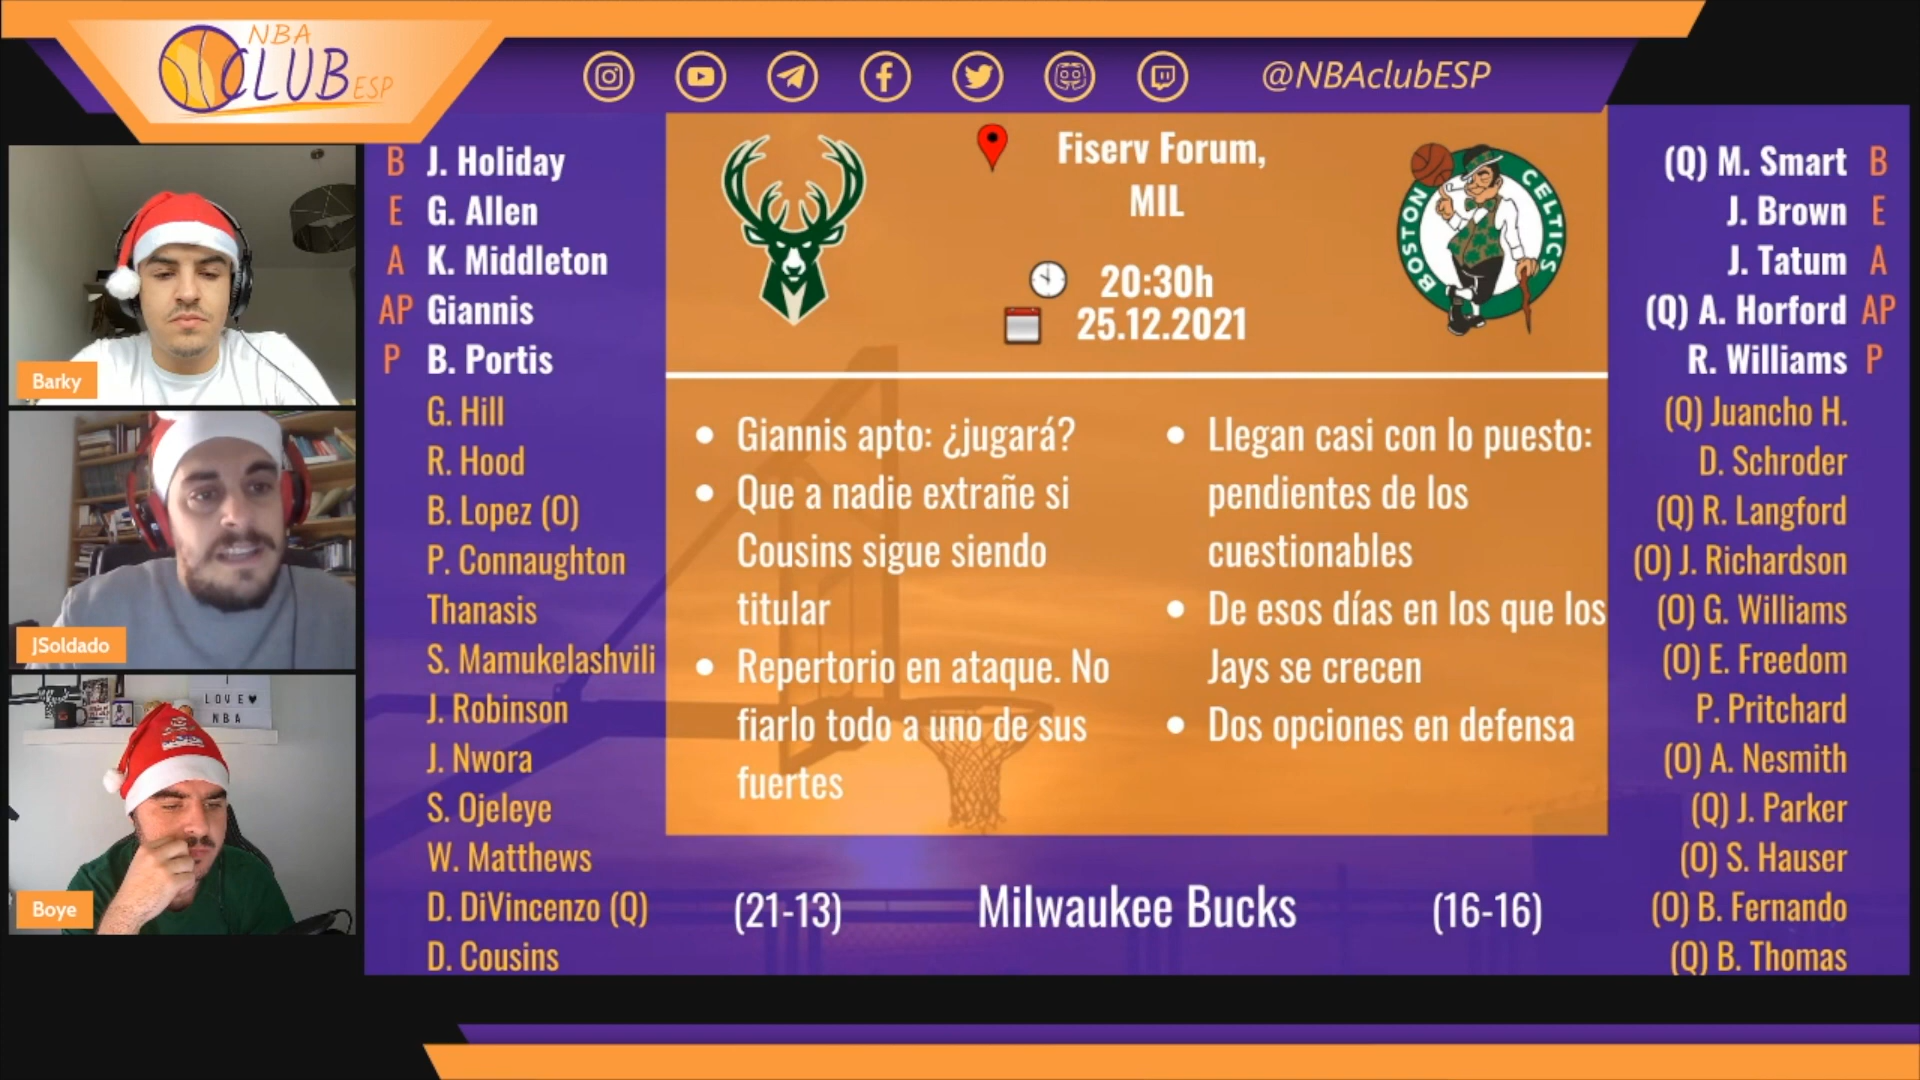 NBA
CLUB ESP
@NBAclubESP
Barky
JSoldado
I
LOVE♥
NBA
Boye
B J. Holiday
E G. Allen
A K. Middleton
AP Giannis
P B. Portis
G. Hill
R. Hood
B. Lopez (O)
P. Connaughton
Thanasis
S. Mamukelashvili
J. Robinson
J. Nwora
S. Ojeleye
W. Matthews
D. DiVincenzo (Q)
D. Cousins
Fiserv Forum,
MIL
20:30h
25.12.2021
BOSTON
CELTICS
• Giannis apto: ¿jugará?
• Que a nadie extrañe si
Cousins sigue siendo
titular
• Repertorio en ataque. No
fiarlo todo a uno de sus
fuertes
• Llegan casi con lo puesto:
pendientes de los
cuestionables
• De esos días en los que los
Jays se crecen
• Dos opciones en defensa
(21-13) Milwaukee Bucks (16-16)
(Q) M. Smart B
J. Brown E
J. Tatum A
(Q) A. Horford AP
R. Williams P
(Q) Juancho H.
D. Schroder
(Q) R. Langford
(O) J. Richardson
(O) G. Williams
(O) E. Freedom
P. Pritchard
(O) A. Nesmith
(Q) J. Parker
(O) S. Hauser
(O) B. Fernando
(Q) B. Thomas